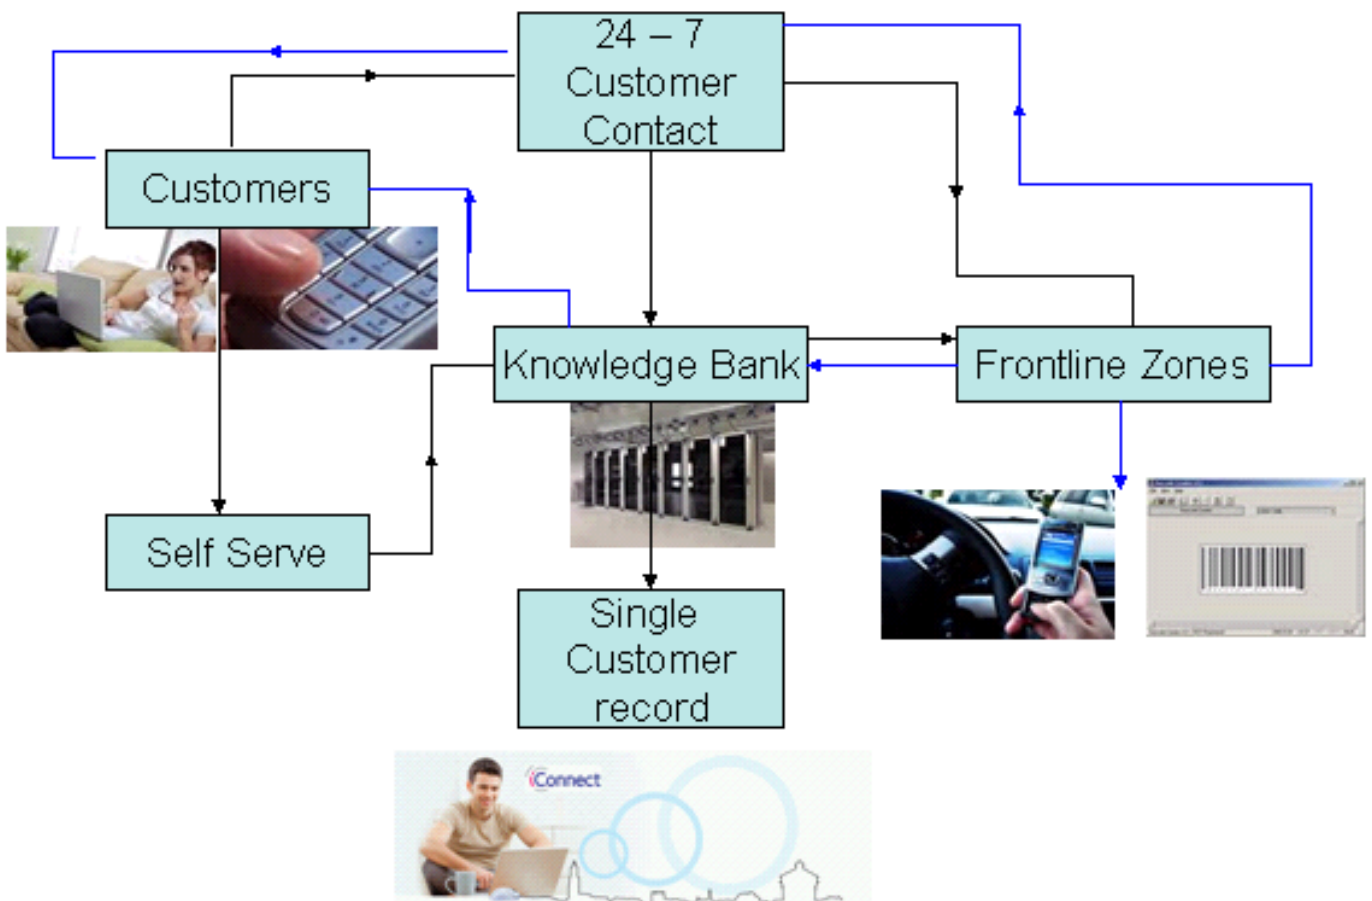 24 – 7
Customer
Contact
Customers
Knowledge Bank
Frontline Zones
Self Serve
Single
Customer
record
iConnect